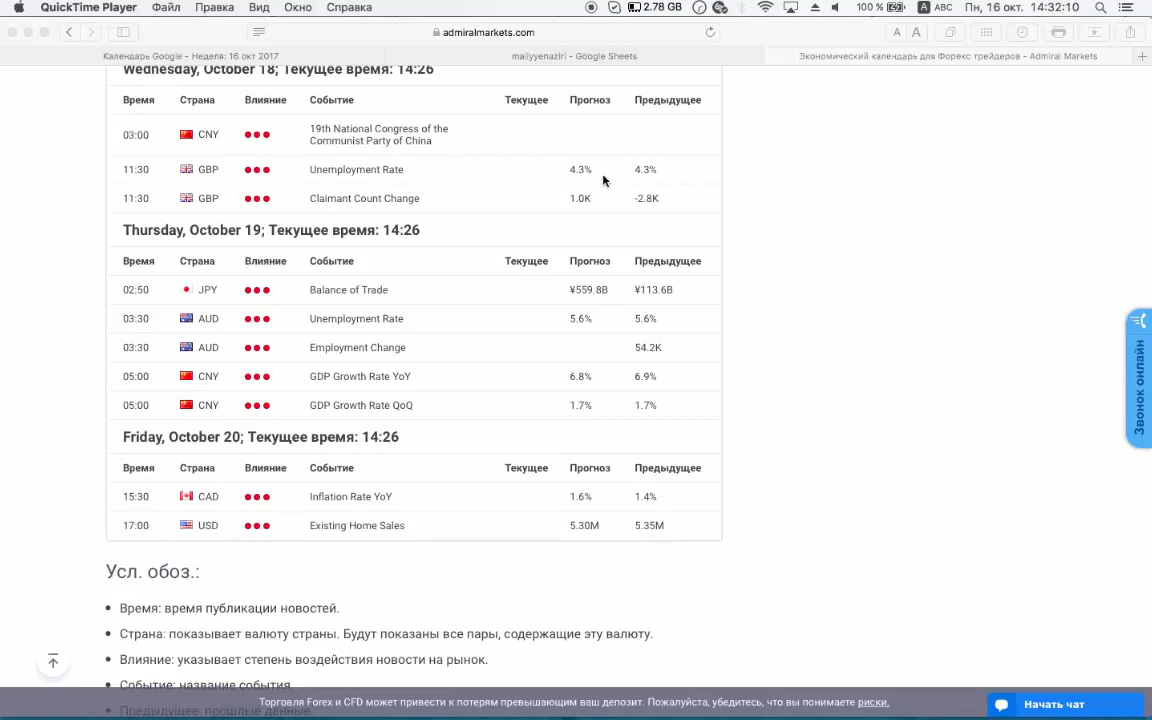 QuickTime Player Файл Правка Вид Окно Справка 2.78 GB 100 % A ABC Пн, 16 окт. 14:32:10
admiralmarkets.com A A
Календарь Google - Неделя: 16 окт 2017 maiiyyenaziri - Google Sheets Экономический календарь для Форекс трейдеров - Admiral Markets
Wednesday, October 18; Текущее время: 14:26
Время Страна Влияние Событие Текущее Прогноз Предыдущее
03:00 CNY 19th National Congress of the
Communist Party of China
11:30 GBP Unemployment Rate 4.3% 4.3%
11:30 GBP Claimant Count Change 1.0K -2.8K
Thursday, October 19; Текущее время: 14:26
Время Страна Влияние Событие Текущее Прогноз Предыдущее
02:50 JPY Balance of Trade ¥559.8B ¥113.6B
03:30 AUD Unemployment Rate 5.6% 5.6%
03:30 AUD Employment Change 54.2K
05:00 CNY GDP Growth Rate YoY 6.8% 6.9%
05:00 CNY GDP Growth Rate QoQ 1.7% 1.7%
Friday, October 20; Текущее время: 14:26
Время Страна Влияние Событие Текущее Прогноз Предыдущее
15:30 CAD Inflation Rate YoY 1.6% 1.4%
17:00 USD Existing Home Sales 5.30M 5.35M
Усл. обоз.:
Время: время публикации новостей.
Страна: показывает валюту страны. Будут показаны все пары, содержащие эту валюту.
Влияние: указывает степень воздействия новости на рынок.
Событие: название события.
Предыдущее: прошлые данные.
Торговля Forex и CFD может привести к потерям превышающим ваш депозит. Пожалуйста, убедитесь, что вы понимаете риски.
Начать чат
Звонок онлайн